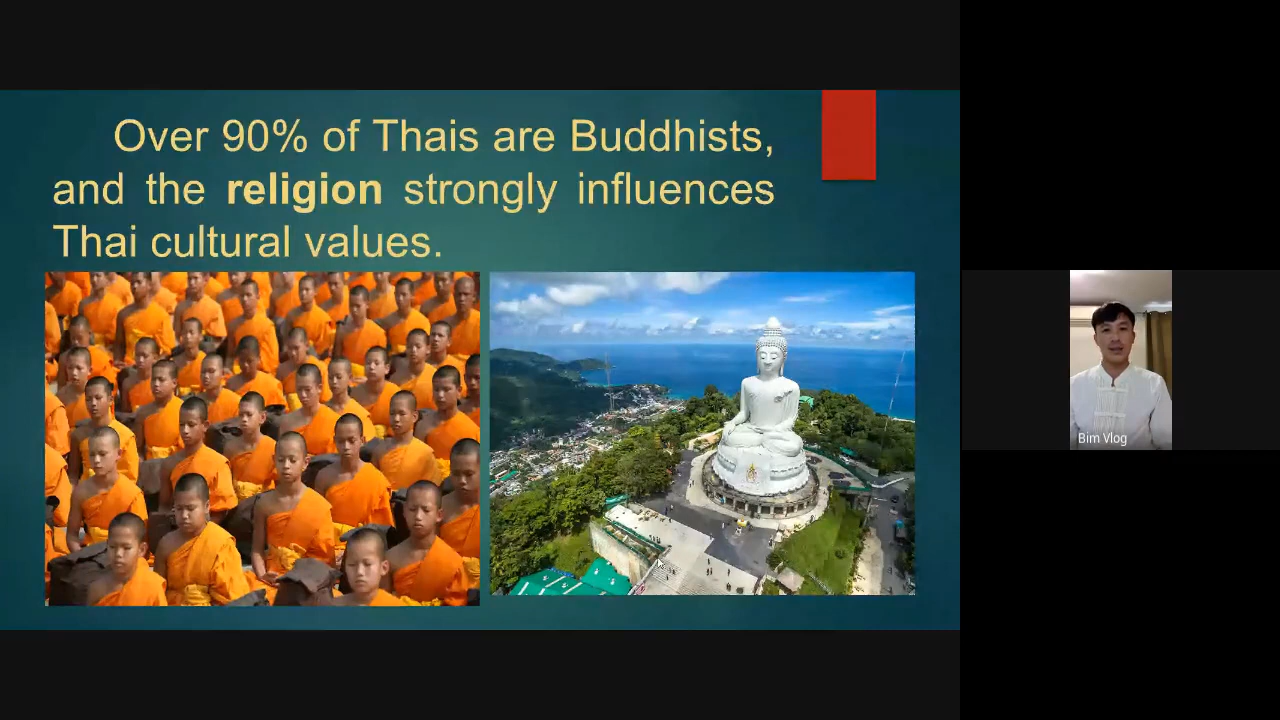 Over 90% of Thais are Buddhists,
and the religion strongly influences
Thai cultural values.
Bim Vlog